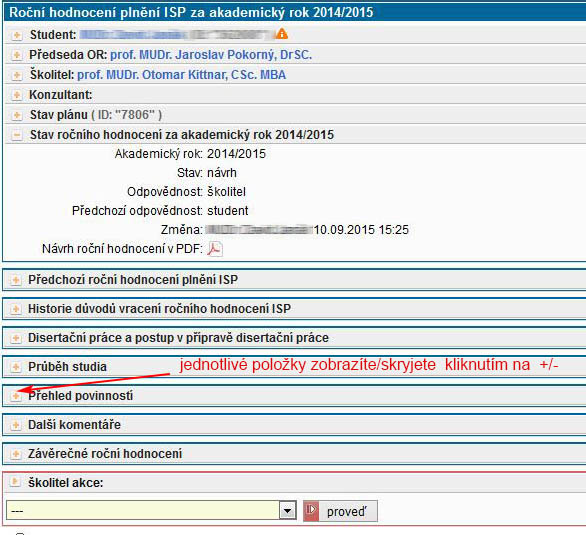 Roční hodnocení plnění ISP za akademický rok 2014/2015
Student:
Předseda OR: prof. MUDr. Jaroslav Pokorný, DrSC.
Školitel: prof. MUDr. Otomar Kittnar, CSc. MBA
Konzultant:
Stav plánu ( ID: "7806" )
Stav ročního hodnocení za akademický rok 2014/2015
Akademický rok: 2014/2015
Stav: návrh
Odpovědnost: školitel
Předchozí odpovědnost: student
Změna: 10.09.2015 15:25
Návrh roční hodnocení v PDF:
Předchozí roční hodnocení plnění ISP
Historie důvodů vracení ročního hodnocení ISP
Disertační práce a postup v přípravě disertační práce
Průběh studia
jednotlivé položky zobrazíte/skryjete kliknutím na +/-
Přehled povinností
Další komentáře
Závěrečné roční hodnocení
školitel akce:
---
proveď